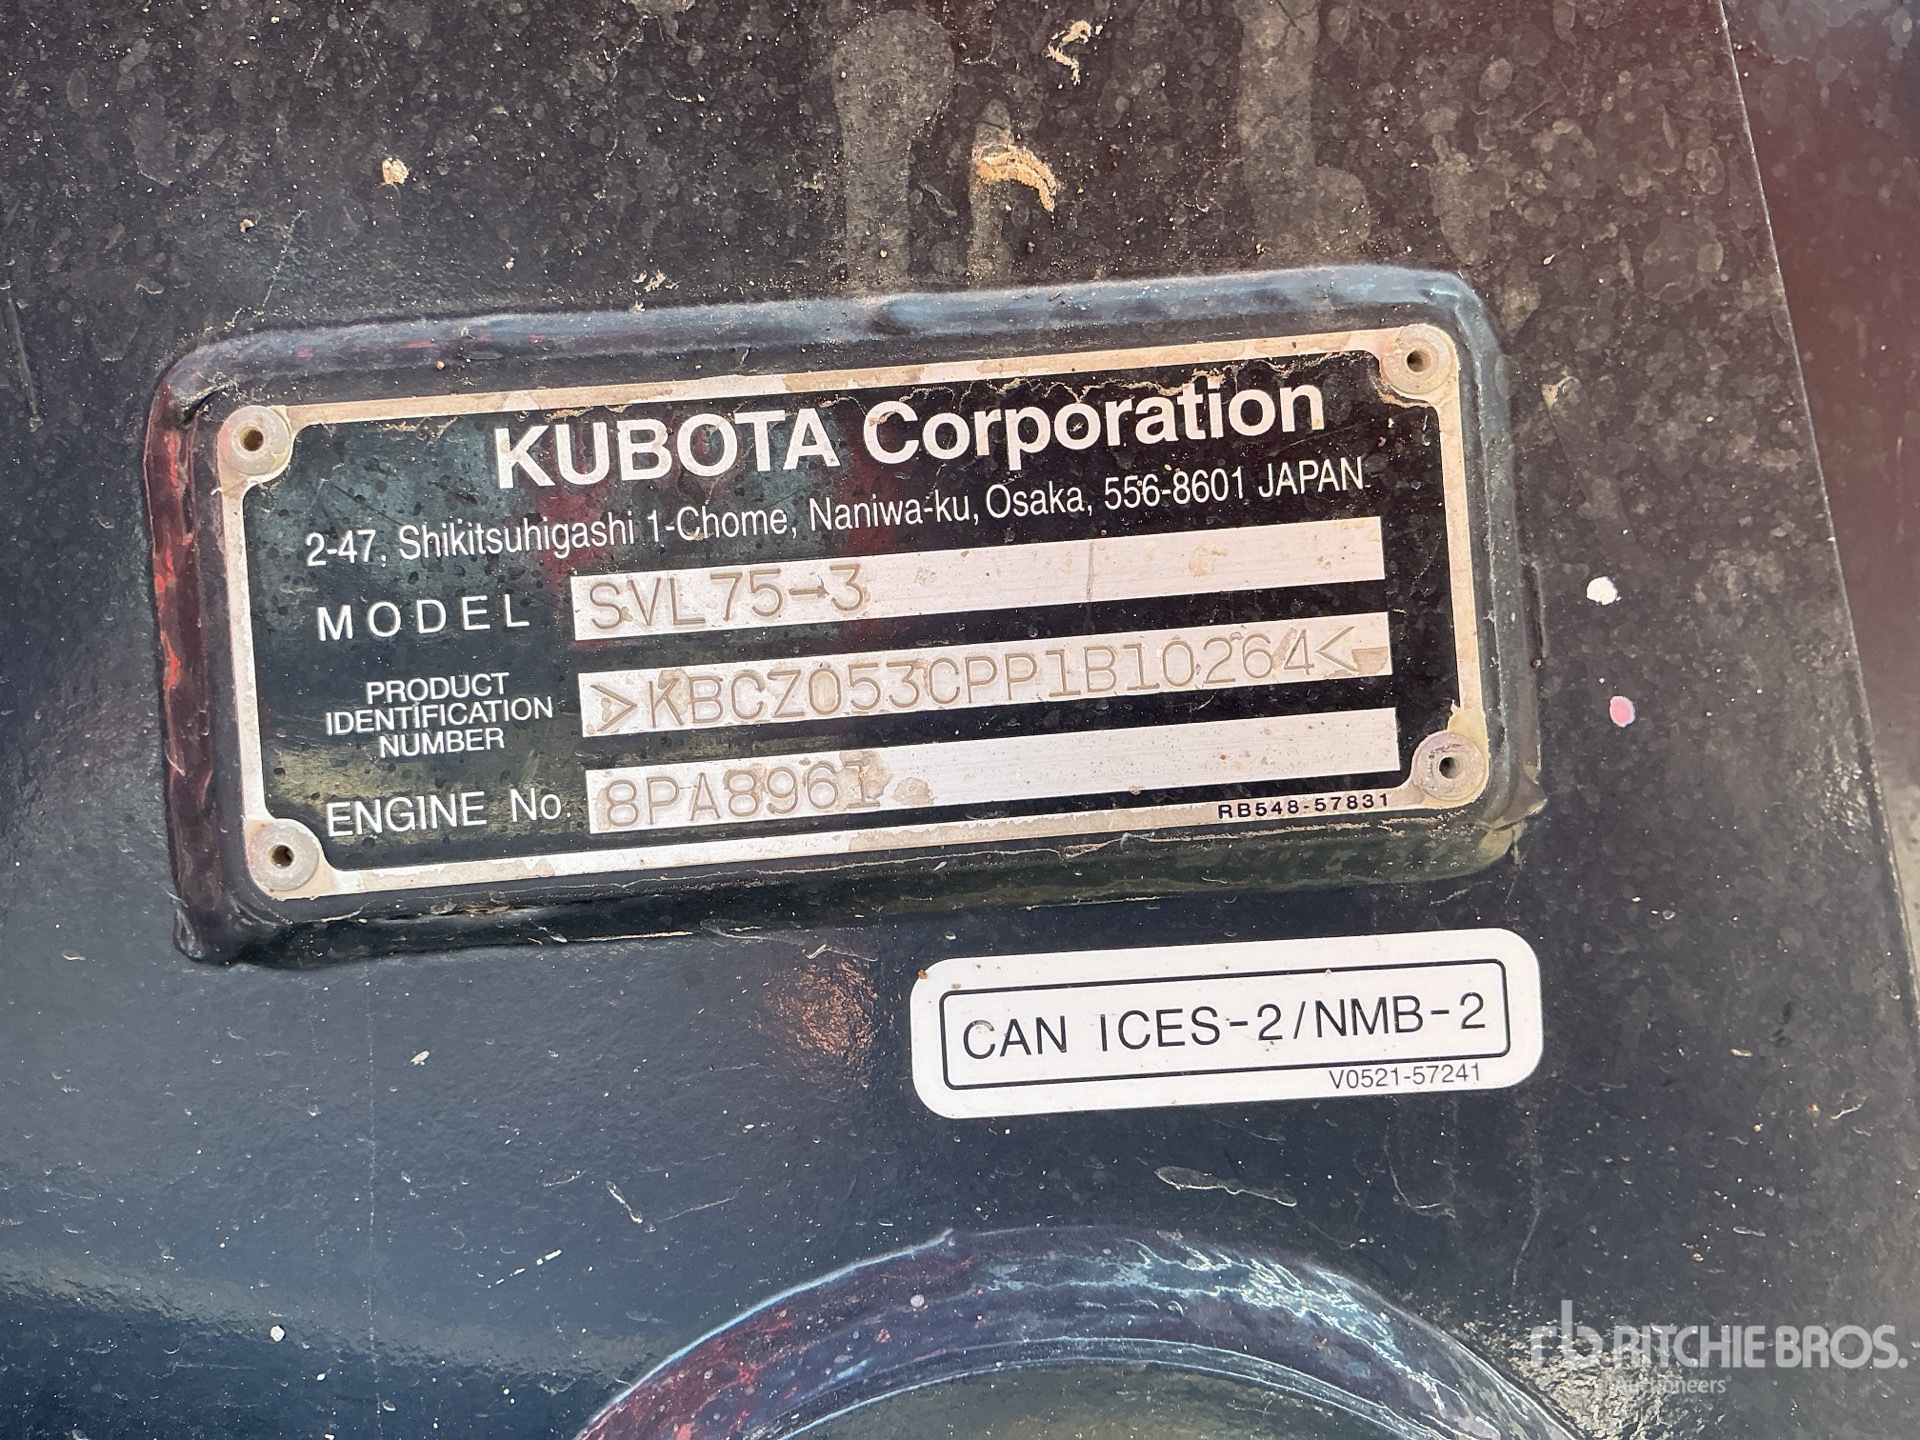 KUBOTA Corporation
2-47, Shikitsuhigashi 1-Chome, Naniwa-ku, Osaka, 556-8601 JAPAN
MODEL SVL75-3
PRODUCT IDENTIFICATION NUMBER >KBCZ053CPP1B10264<
ENGINE No. 8PA8961
RB548-57831
CAN ICES-2/NMB-2
V0521-57241
rb RITCHIE BROS.
Auctioneers